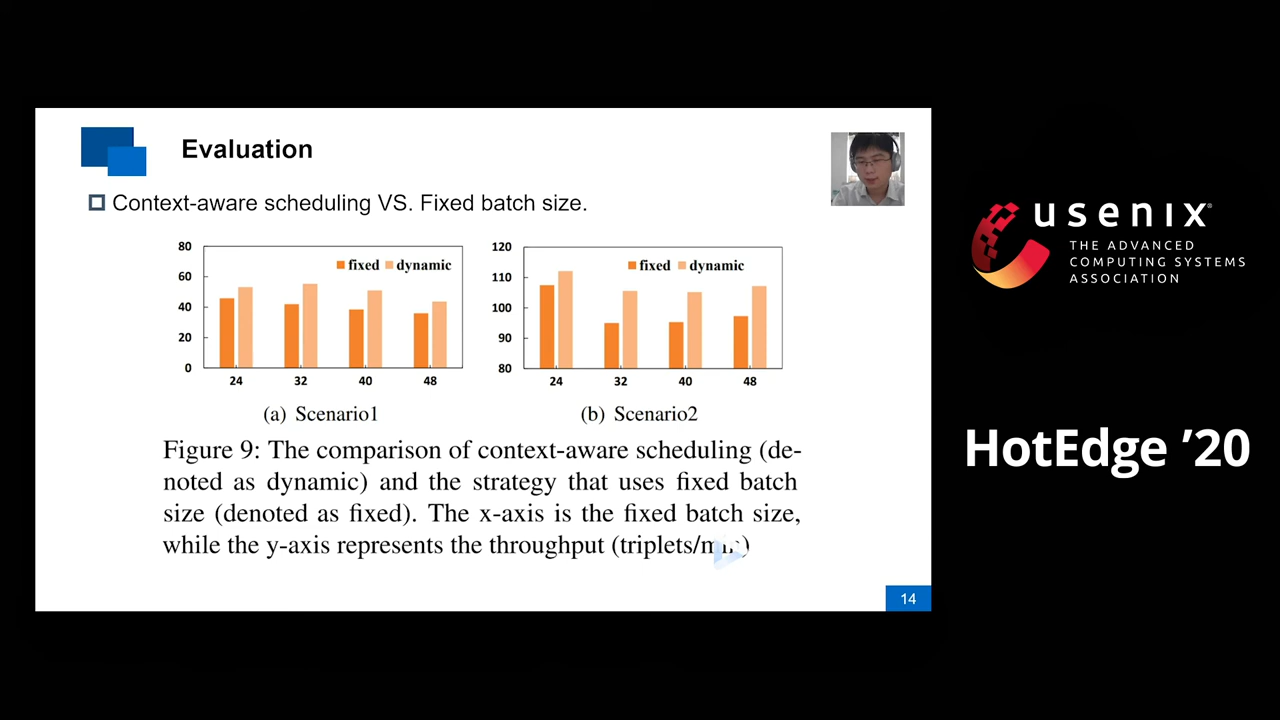 Evaluation
Context-aware scheduling VS. Fixed batch size.
80
60
40
20
0
fixed dynamic
24 32 40 48
(a) Scenario1
120
110
100
90
80
fixed dynamic
24 32 40 48
(b) Scenario2
Figure 9: The comparison of context-aware scheduling (de-
noted as dynamic) and the strategy that uses fixed batch
size (denoted as fixed). The x-axis is the fixed batch size,
while the y-axis represents the throughput (triplets/min)
14
usenix®
THE ADVANCED
COMPUTING SYSTEMS
ASSOCIATION
HotEdge ’20